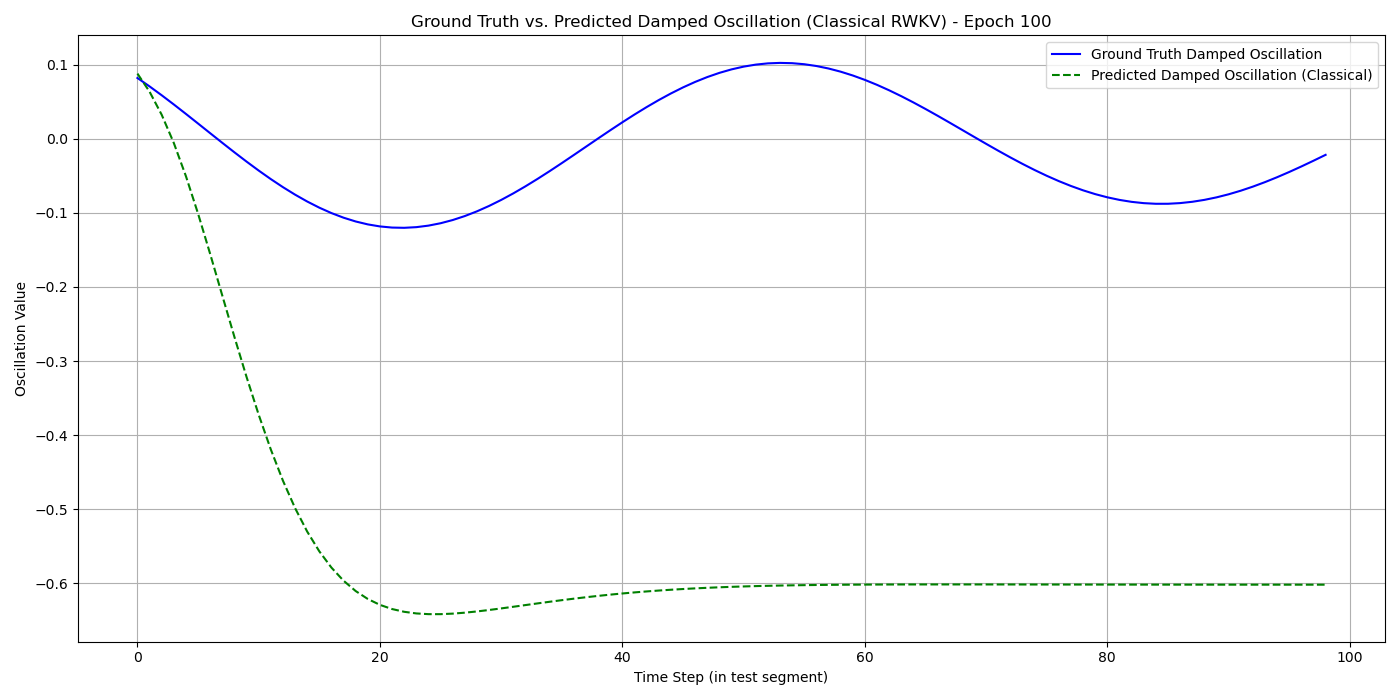 Ground Truth vs. Predicted Damped Oscillation (Classical RWKV) - Epoch 100
Ground Truth Damped Oscillation
Predicted Damped Oscillation (Classical)
Oscillation Value
0.1
0.0
−0.1
−0.2
−0.3
−0.4
−0.5
−0.6
0 20 40 60 80 100
Time Step (in test segment)